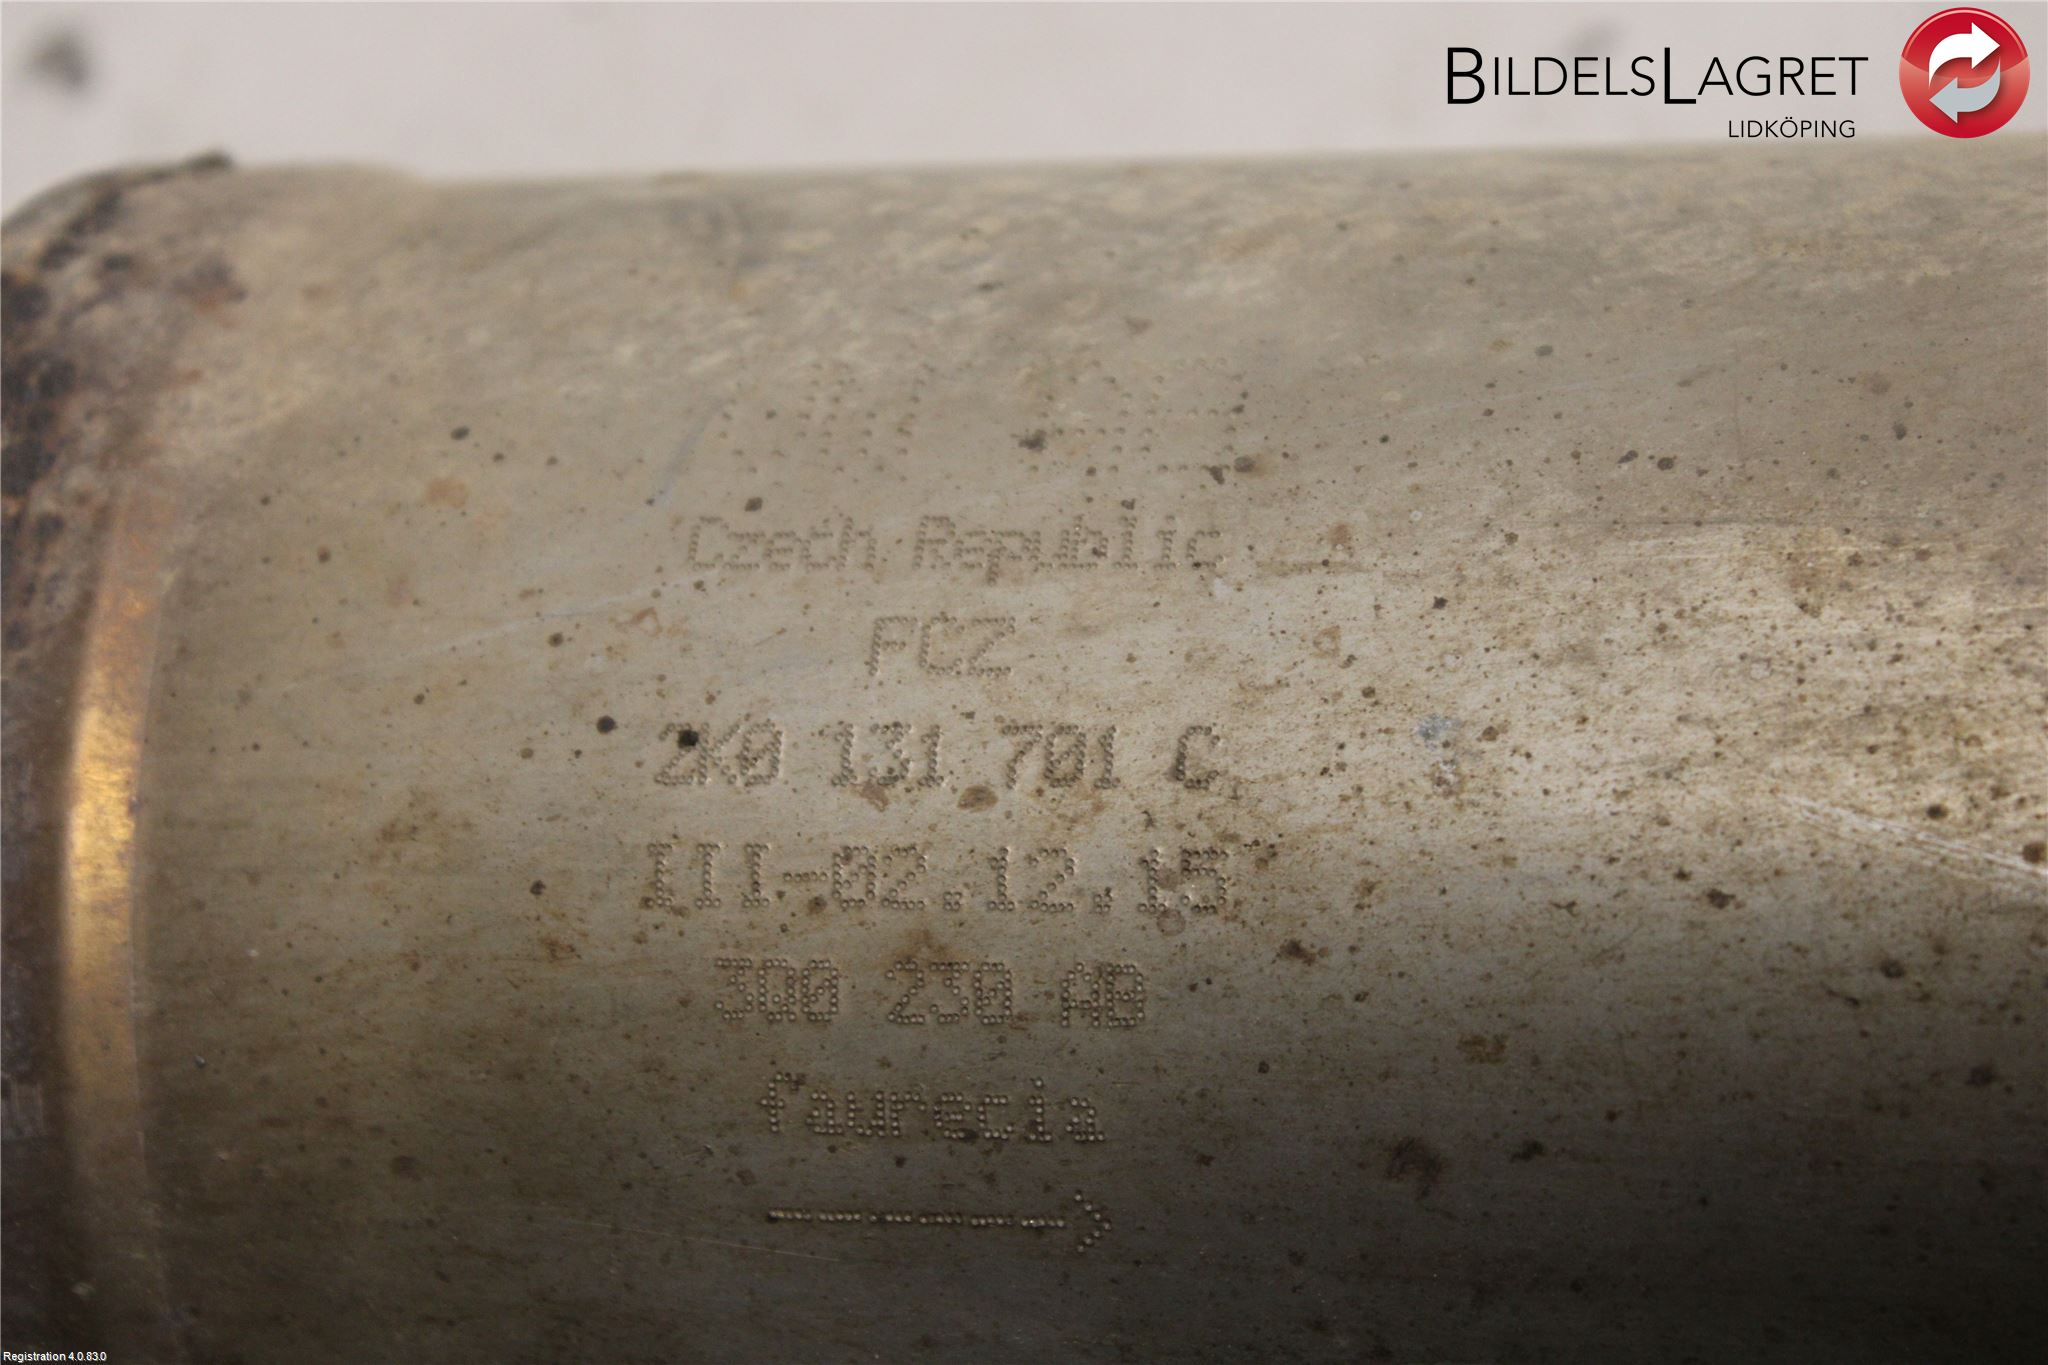 BILDELSLAGRET
LIDKÖPING
Czech Republic
FCZ
2K0 131 701 C
III-02.12.15
3Q0 230 AB
faurecia
Registration 4.0.83.0